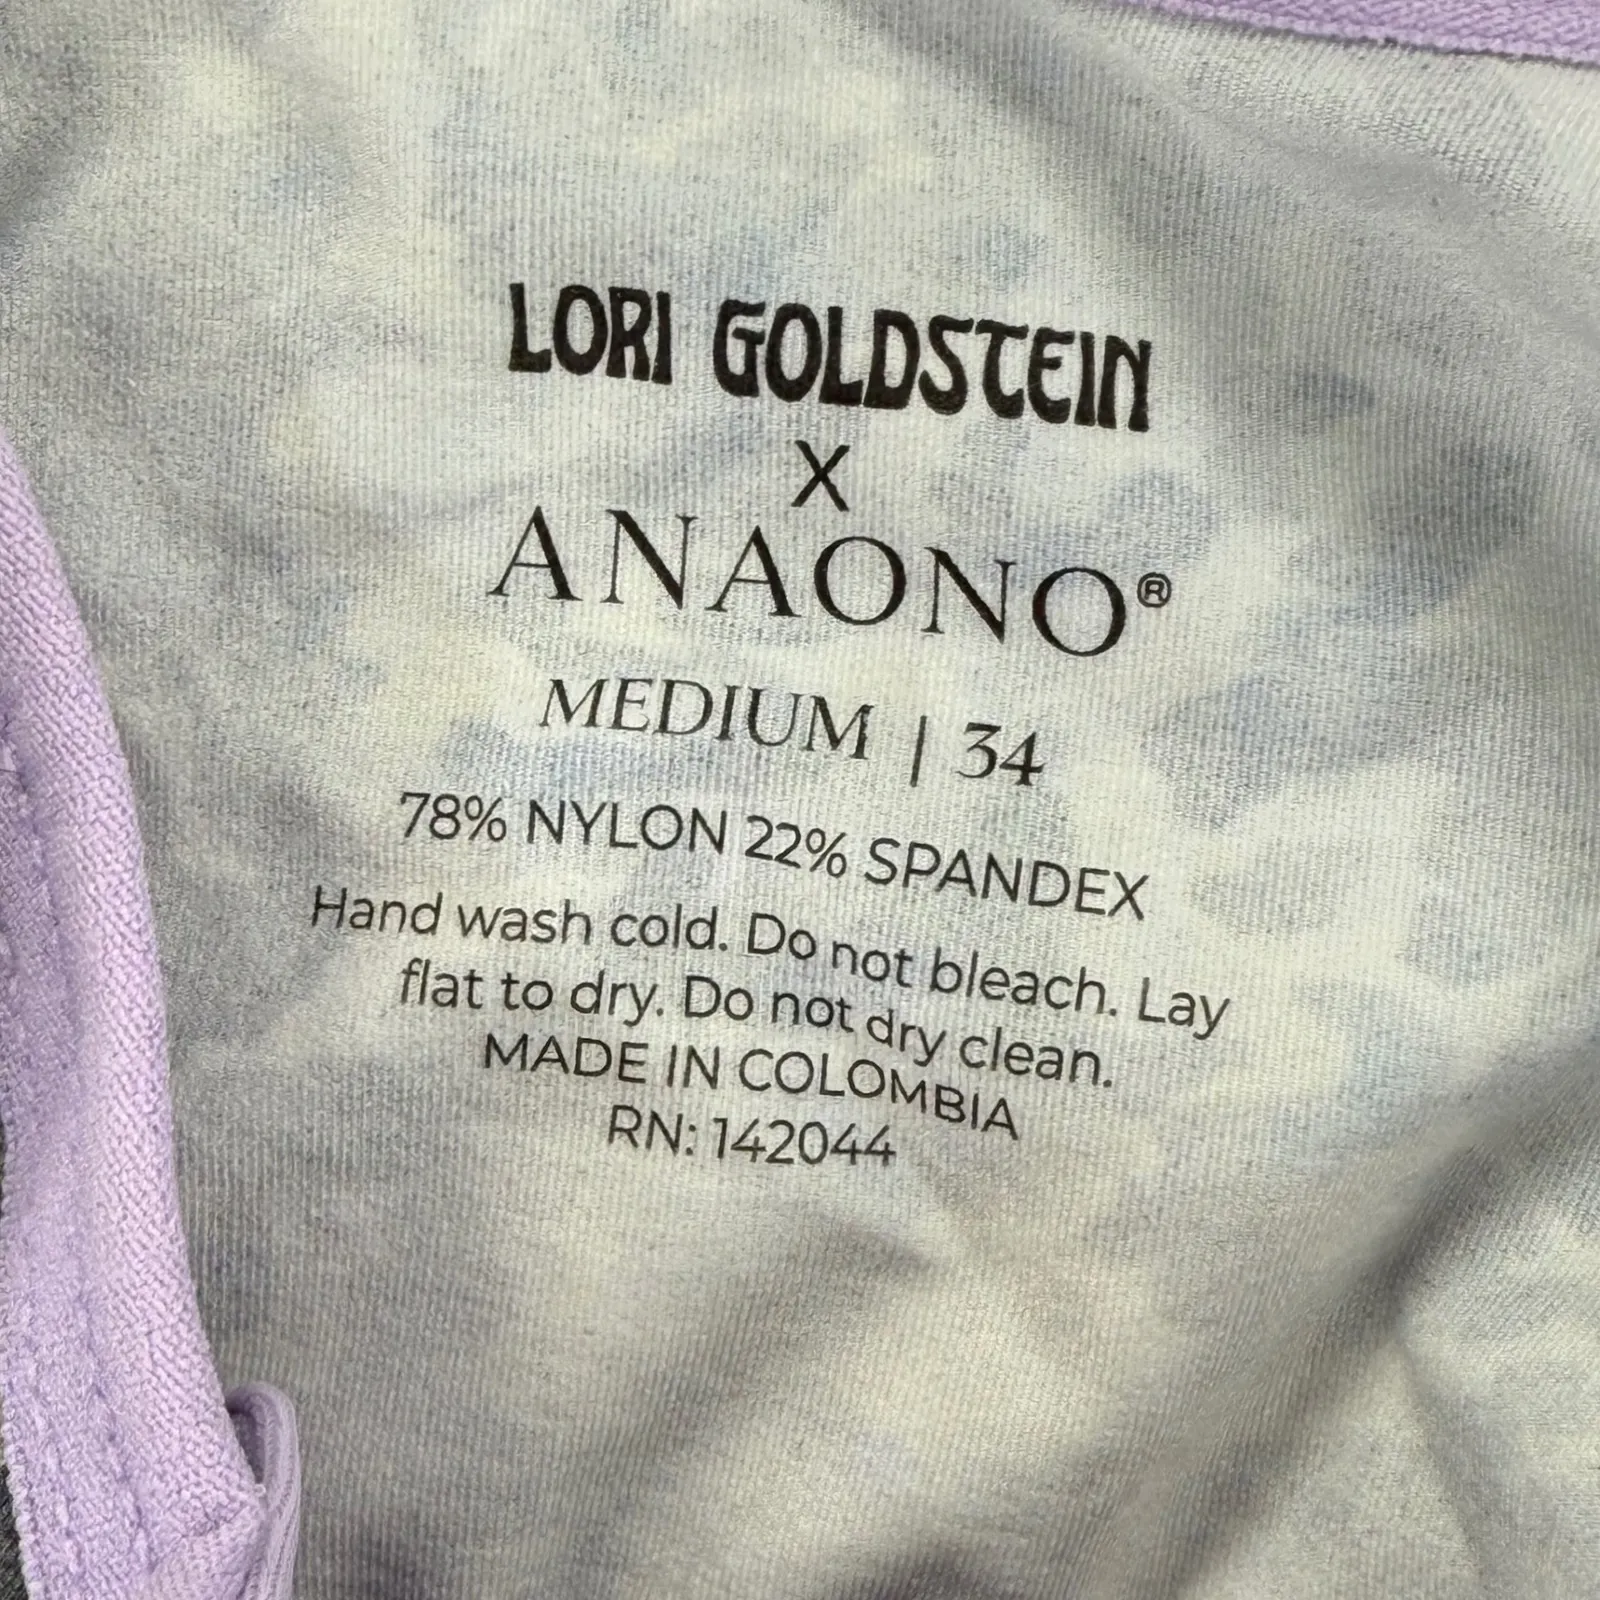 LORI GOLDSTEIN
X
ANAONO®
MEDIUM | 34
78% NYLON 22% SPANDEX
Hand wash cold. Do not bleach. Lay
flat to dry. Do not dry clean.
MADE IN COLOMBIA
RN: 142044